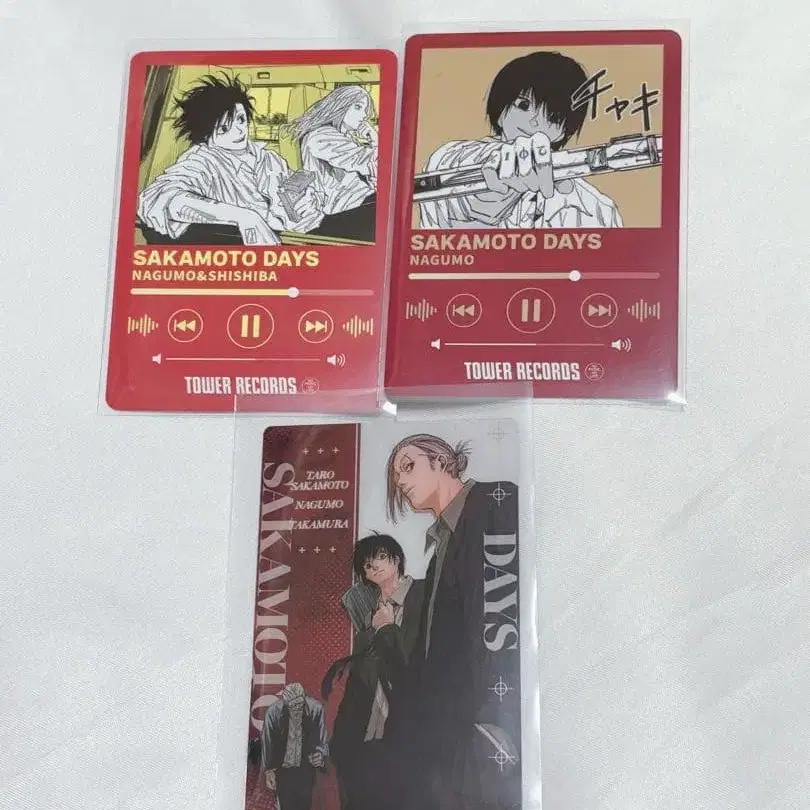 SAKAMOTO DAYS
NAGUMO&SHISHIBA
TOWER RECORDS
チャキ
SAKAMOTO DAYS
NAGUMO
TOWER RECORDS
TARO
SAKAMOTO
NAGUMO
TAKAMURA
SAKAMOTO
DAYS